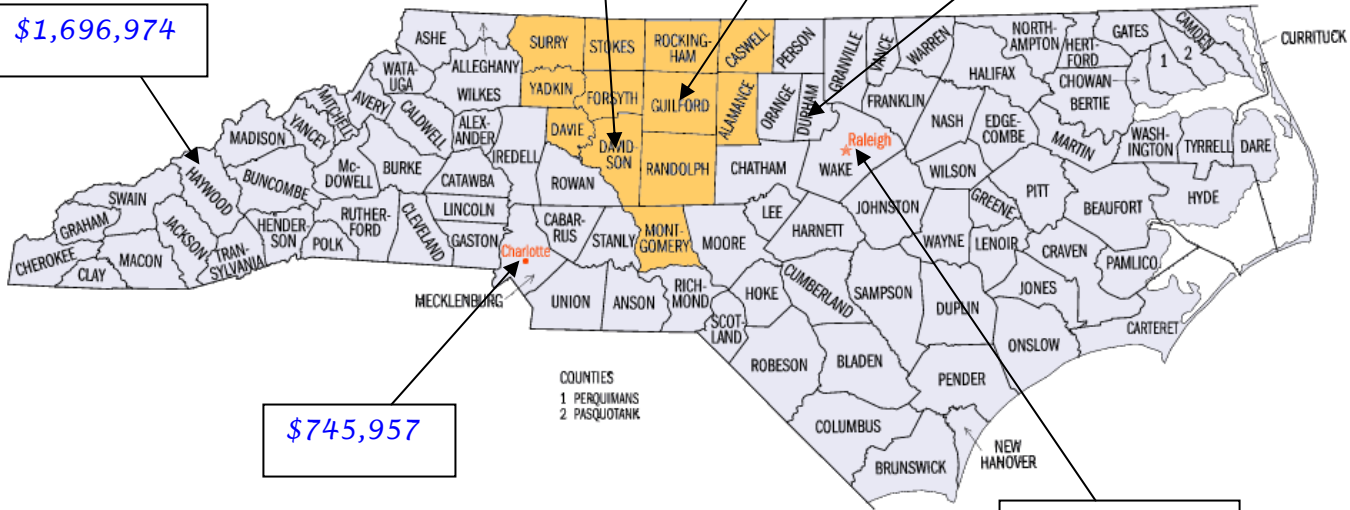 $1,696,974
ASHE
ALLEGHANY
SURRY
STOKES
ROCKING-
HAM
CASWELL
PERSON
GRANVILLE
VANCE
WARREN
NORTH-
AMPTON
HERT-
FORD
GATES
CAMDEN
CURRITUCK
1
2
WATA-
UGA
WILKES
YADKIN
FORSYTH
GUILFORD
ALAMANCE
ORANGE
DURHAM
FRANKLIN
HALIFAX
CHOWAN
BERTIE
MITCHELL
AVERY
CALDWELL
ALEX-
ANDER
IREDELL
DAVIE
DAVID-
SON
RANDOLPH
CHATHAM
Raleigh
WAKE
NASH
EDGE-
COMBE
MARTIN
WASH-
INGTON
TYRRELL
DARE
MADISON
YANCEY
Mc-
DOWELL
BURKE
CATAWBA
ROWAN
WILSON
PITT
BEAUFORT
HYDE
SWAIN
HAYWOOD
BUNCOMBE
RUTHER-
FORD
CLEVELAND
LINCOLN
CABAR-
RUS
STANLY
MONT-
GOMERY
MOORE
LEE
HARNETT
JOHNSTON
GREENE
GRAHAM
JACKSON
HENDER-
SON
POLK
GASTON
Charlotte
WAYNE
LENOIR
CRAVEN
PAMLICO
CHEROKEE
CLAY
MACON
TRAN-
SYLVANIA
MECKLENBURG
UNION
ANSON
RICH-
MOND
HOKE
CUMBERLAND
SAMPSON
DUPLIN
JONES
CARTERET
SCOT-
LAND
ROBESON
BLADEN
PENDER
ONSLOW
COUNTIES
1 PERQUIMANS
2 PASQUOTANK
$745,957
COLUMBUS
BRUNSWICK
NEW
HANOVER